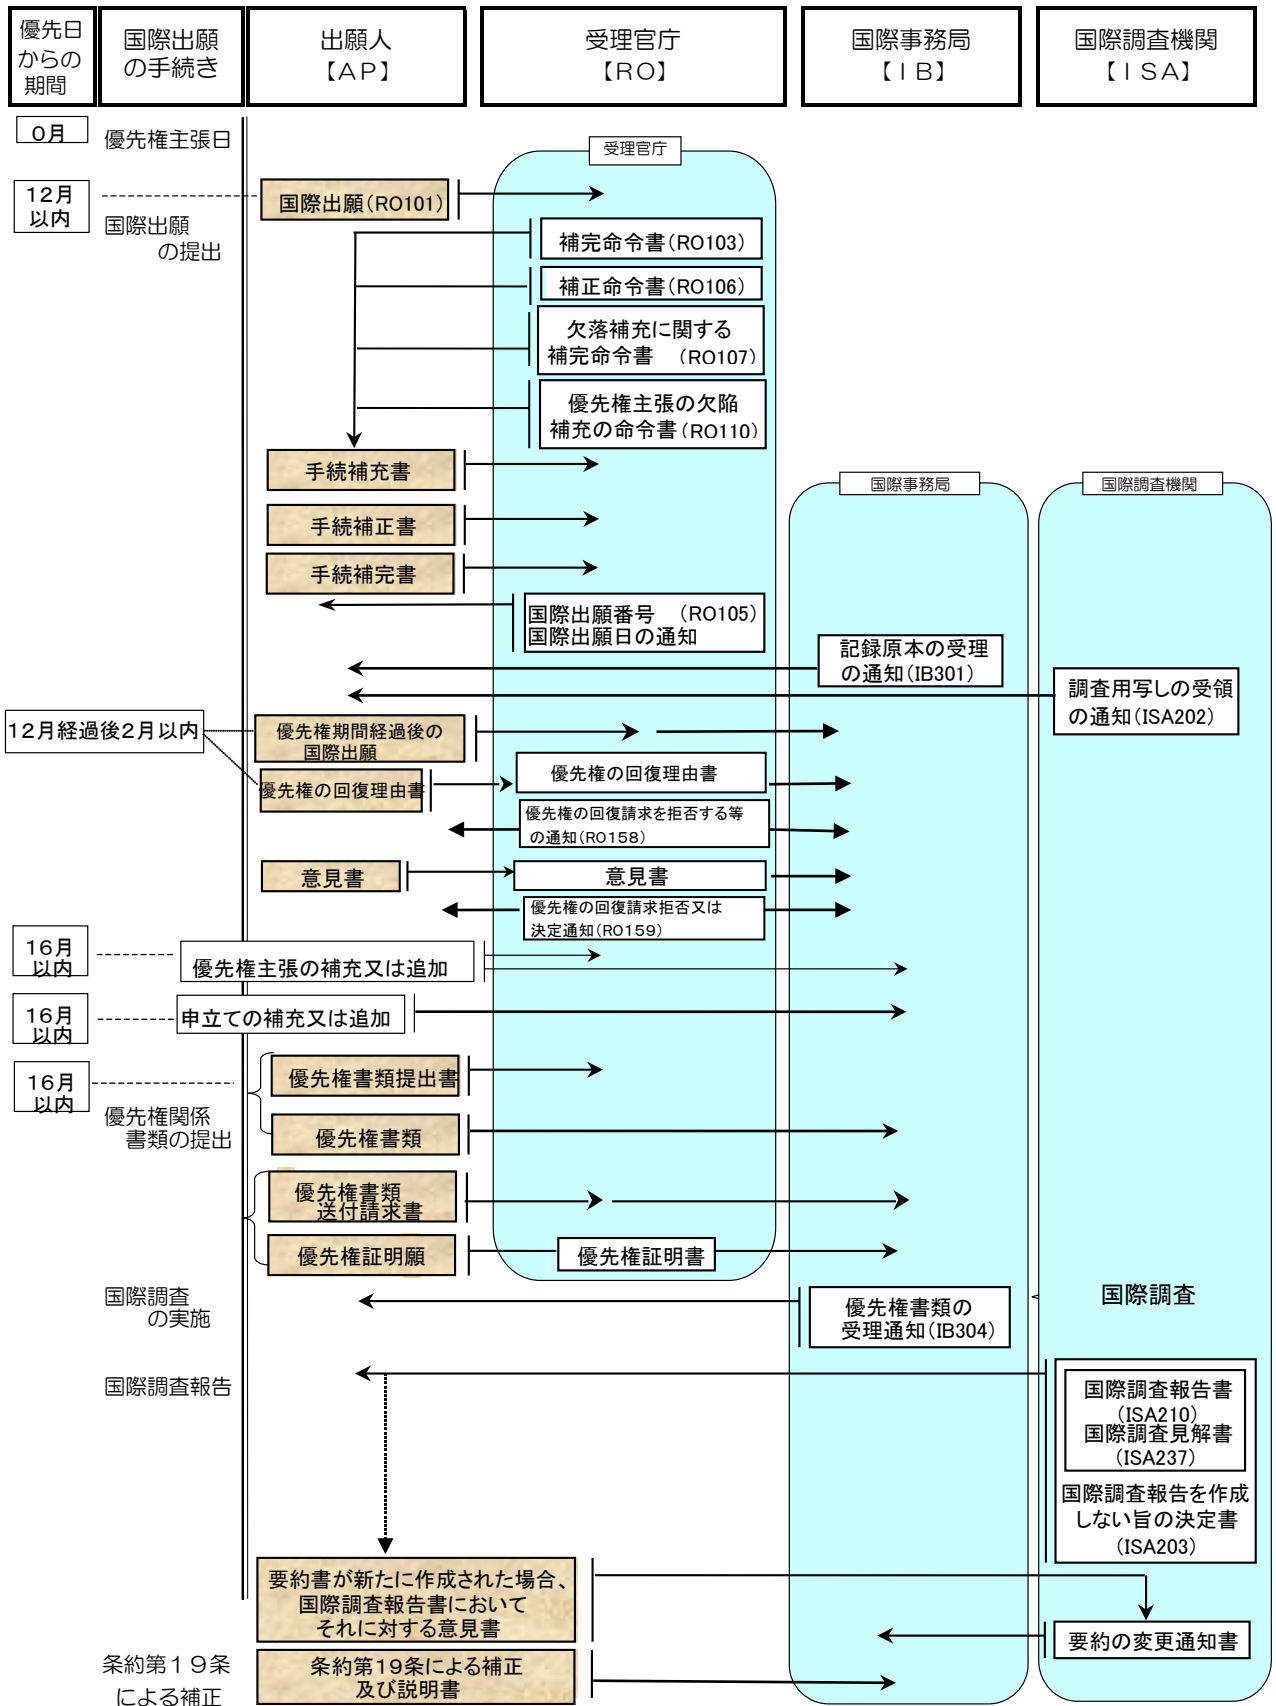 優先日
からの
期間
国際出願
の手続き
出願人
【AP】
受理官庁
【RO】
国際事務局
【IB】
国際調査機関
【ISA】
0月
優先権主張日
受理官庁
12月
以内
国際出願
の提出
国際出願(RO101)
補完命令書(RO103)
補正命令書(RO106)
欠落補充に関する
補完命令書 (RO107)
優先権主張の欠陥
補充の命令書(RO110)
手続補充書
国際事務局
国際調査機関
手続補正書
手続補完書
国際出願番号 (RO105)
国際出願日の通知
記録原本の受理
の通知(IB301)
調査用写しの受領
の通知(ISA202)
12月経過後2月以内
優先権期間経過後の
国際出願
優先権の回復理由書
優先権の回復理由書
優先権の回復請求を拒否する等
の通知(RO158)
意見書
意見書
優先権の回復請求拒否又は
決定通知(RO159)
16月
以内
優先権主張の補充又は追加
16月
以内
申立ての補充又は追加
16月
以内
優先権関係
書類の提出
優先権書類提出書
優先権書類
優先権書類
送付請求書
優先権証明願
優先権証明書
国際調査
の実施
優先権書類の
受理通知(IB304)
国際調査
国際調査報告
国際調査報告書
(ISA210)
国際調査見解書
(ISA237)
国際調査報告を作成
しない旨の決定書
(ISA203)
要約書が新たに作成された場合、
国際調査報告書において
それに対する意見書
要約の変更通知書
条約第19条
による補正
条約第19条による補正
及び説明書